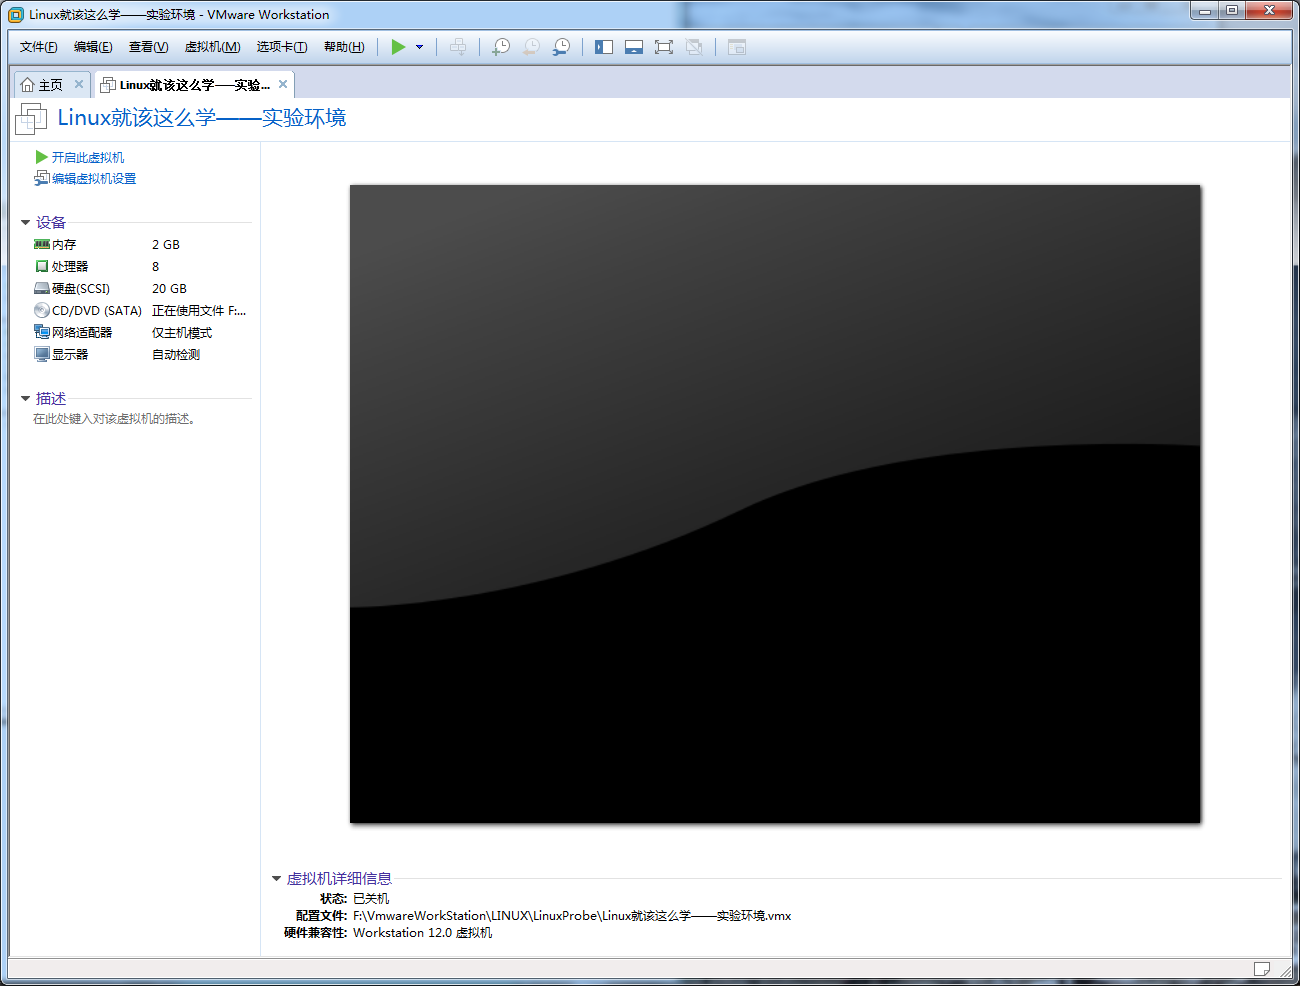 Linux就该这么学——实验环境 - VMware Workstation
文件(F) 编辑(E) 查看(V) 虚拟机(M) 选项卡(T) 帮助(H)
主页 Linux就该这么学——实验...
Linux就该这么学——实验环境
开启此虚拟机
编辑虚拟机设置
设备
内存 2 GB
处理器 8
硬盘(SCSI) 20 GB
CD/DVD (SATA) 正在使用文件 F:...
网络适配器 仅主机模式
显示器 自动检测
描述
在此处键入对该虚拟机的描述。
虚拟机详细信息
状态: 已关机
配置文件: F:\VmwareWorkStation\LINUX\LinuxProbe\Linux就该这么学——实验环境.vmx
硬件兼容性: Workstation 12.0 虚拟机